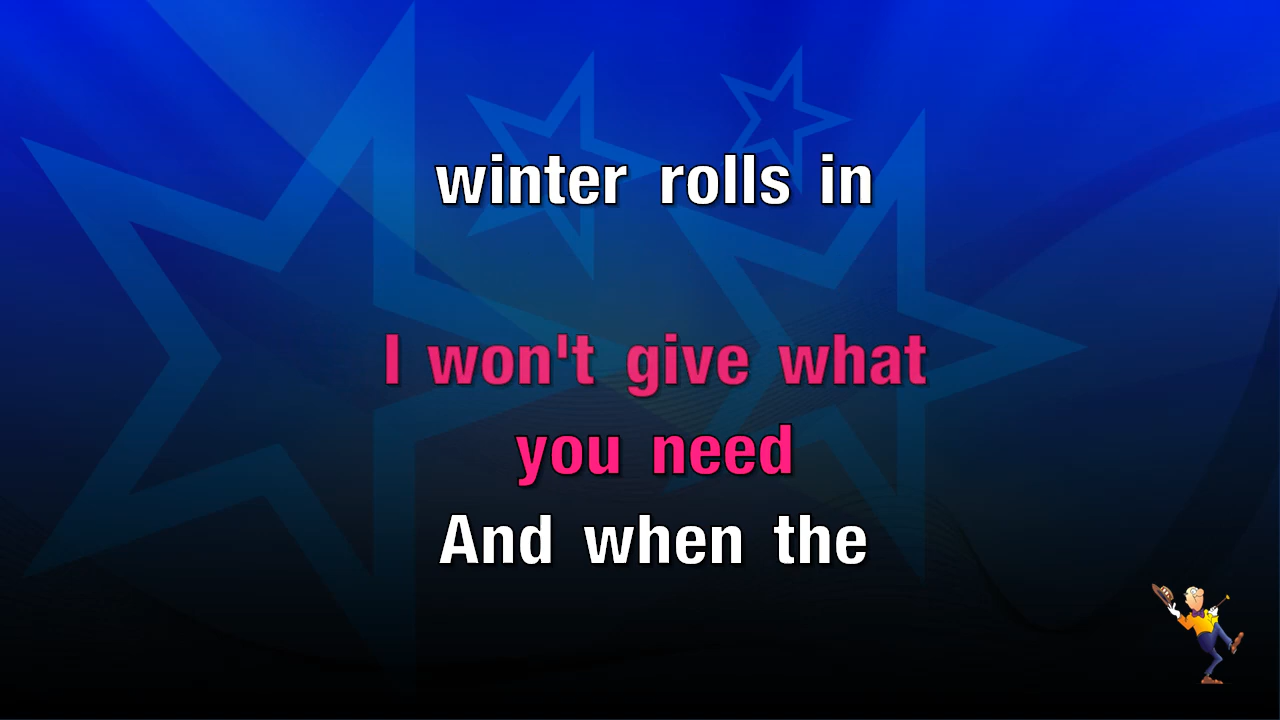 winter rolls in
I won't give what
you need
And when the